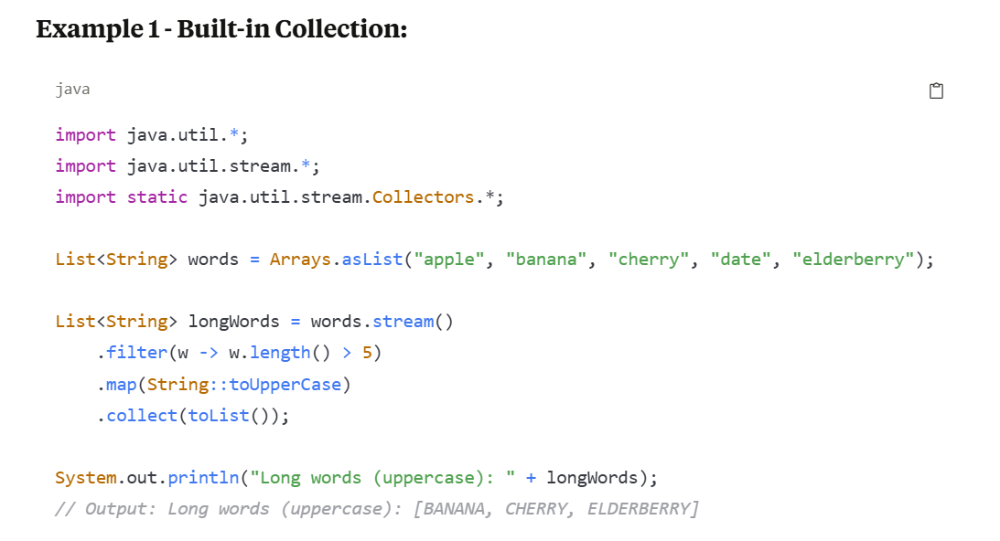 Example 1 - Built-in Collection:
java
import java.util.*;
import java.util.stream.*;
import static java.util.stream.Collectors.*;
List<String> words = Arrays.asList("apple", "banana", "cherry", "date", "elderberry");
List<String> longWords = words.stream()
    .filter(w -> w.length() > 5)
    .map(String::toUpperCase)
    .collect(toList());
System.out.println("Long words (uppercase): " + longWords);
// Output: Long words (uppercase): [BANANA, CHERRY, ELDERBERRY]